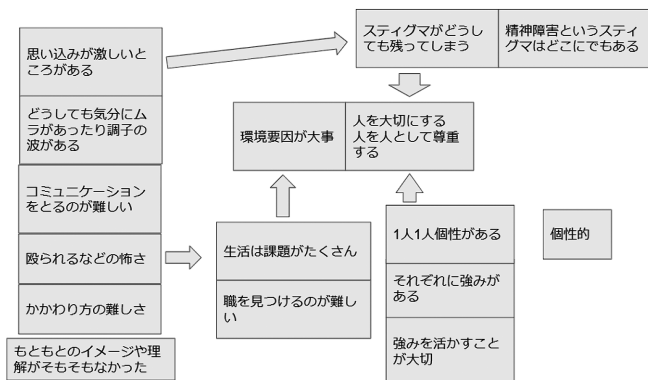 思い込みが激しいと
ころがある
どうしても気分にム
ラがあったり調子の
波がある
コミュニケーション
をとるのが難しい
殴られるなどの怖さ
かかわり方の難しさ
もともとのイメージや理
解がそもそもなかった
スティグマがどうし
ても残ってしまう
精神障害というスティ
グマはどこにでもある
環境要因が大事
人を大切にする
人を人として尊重
する
生活は課題がたくさん
職を見つけるのが難し
い
1人1人個性がある
それぞれに強みが
ある
強みを活かすこと
が大切
個性的